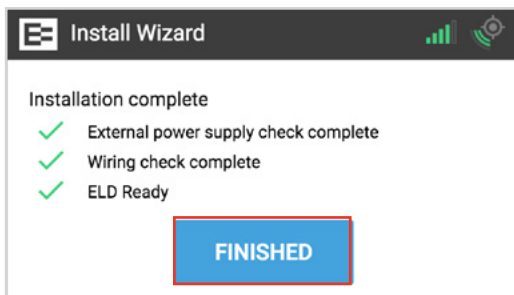 Install Wizard
Installation complete
External power supply check complete
Wiring check complete
ELD Ready
FINISHED